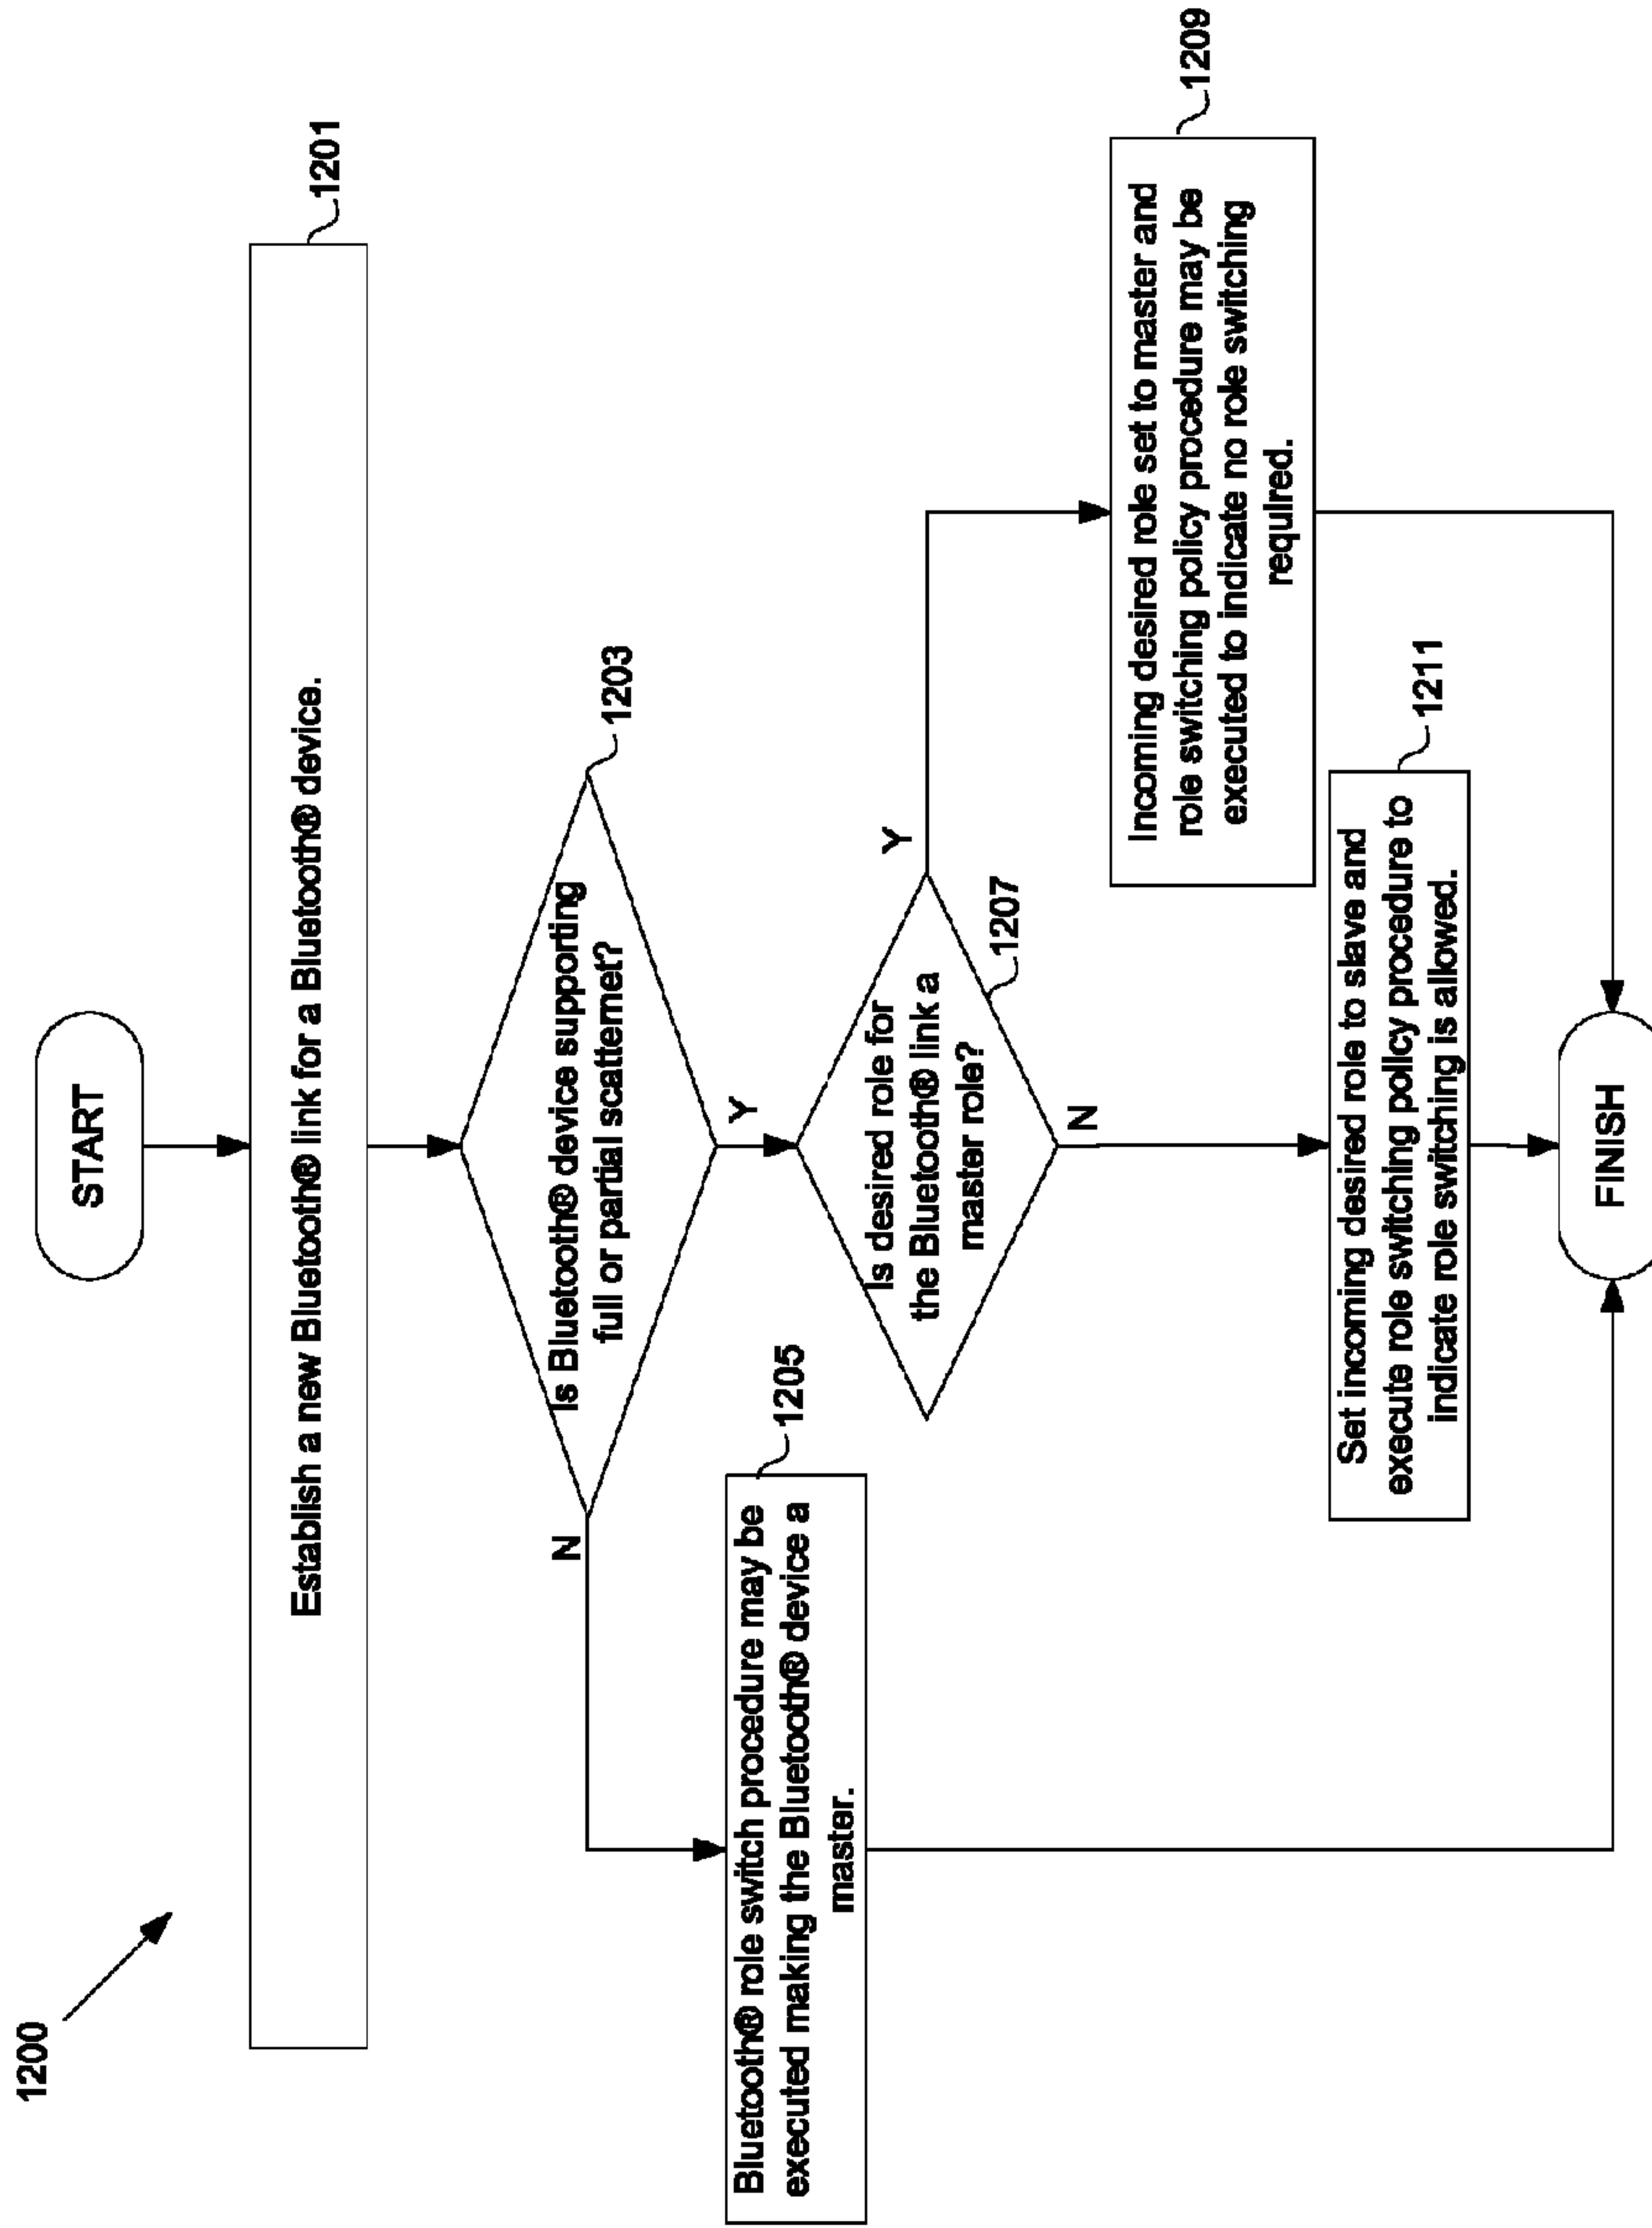 1200
START
1201
Establish a new Bluetooth® link for a Bluetooth® device.
1203
Is Bluetooth® device supporting
full or partial scatternet?
N
Y
1205
Bluetooth® role switch procedure may be
executed making the Bluetooth® device a
master.
Is desired role for
the Bluetooth® link a
master role?
1207
Y
N
1209
Incoming desired role set to master and
role switching policy procedure may be
executed to indicate no role switching
required.
1211
Set incoming desired role to slave and
execute role switching policy procedure to
indicate role switching is allowed.
FINISH